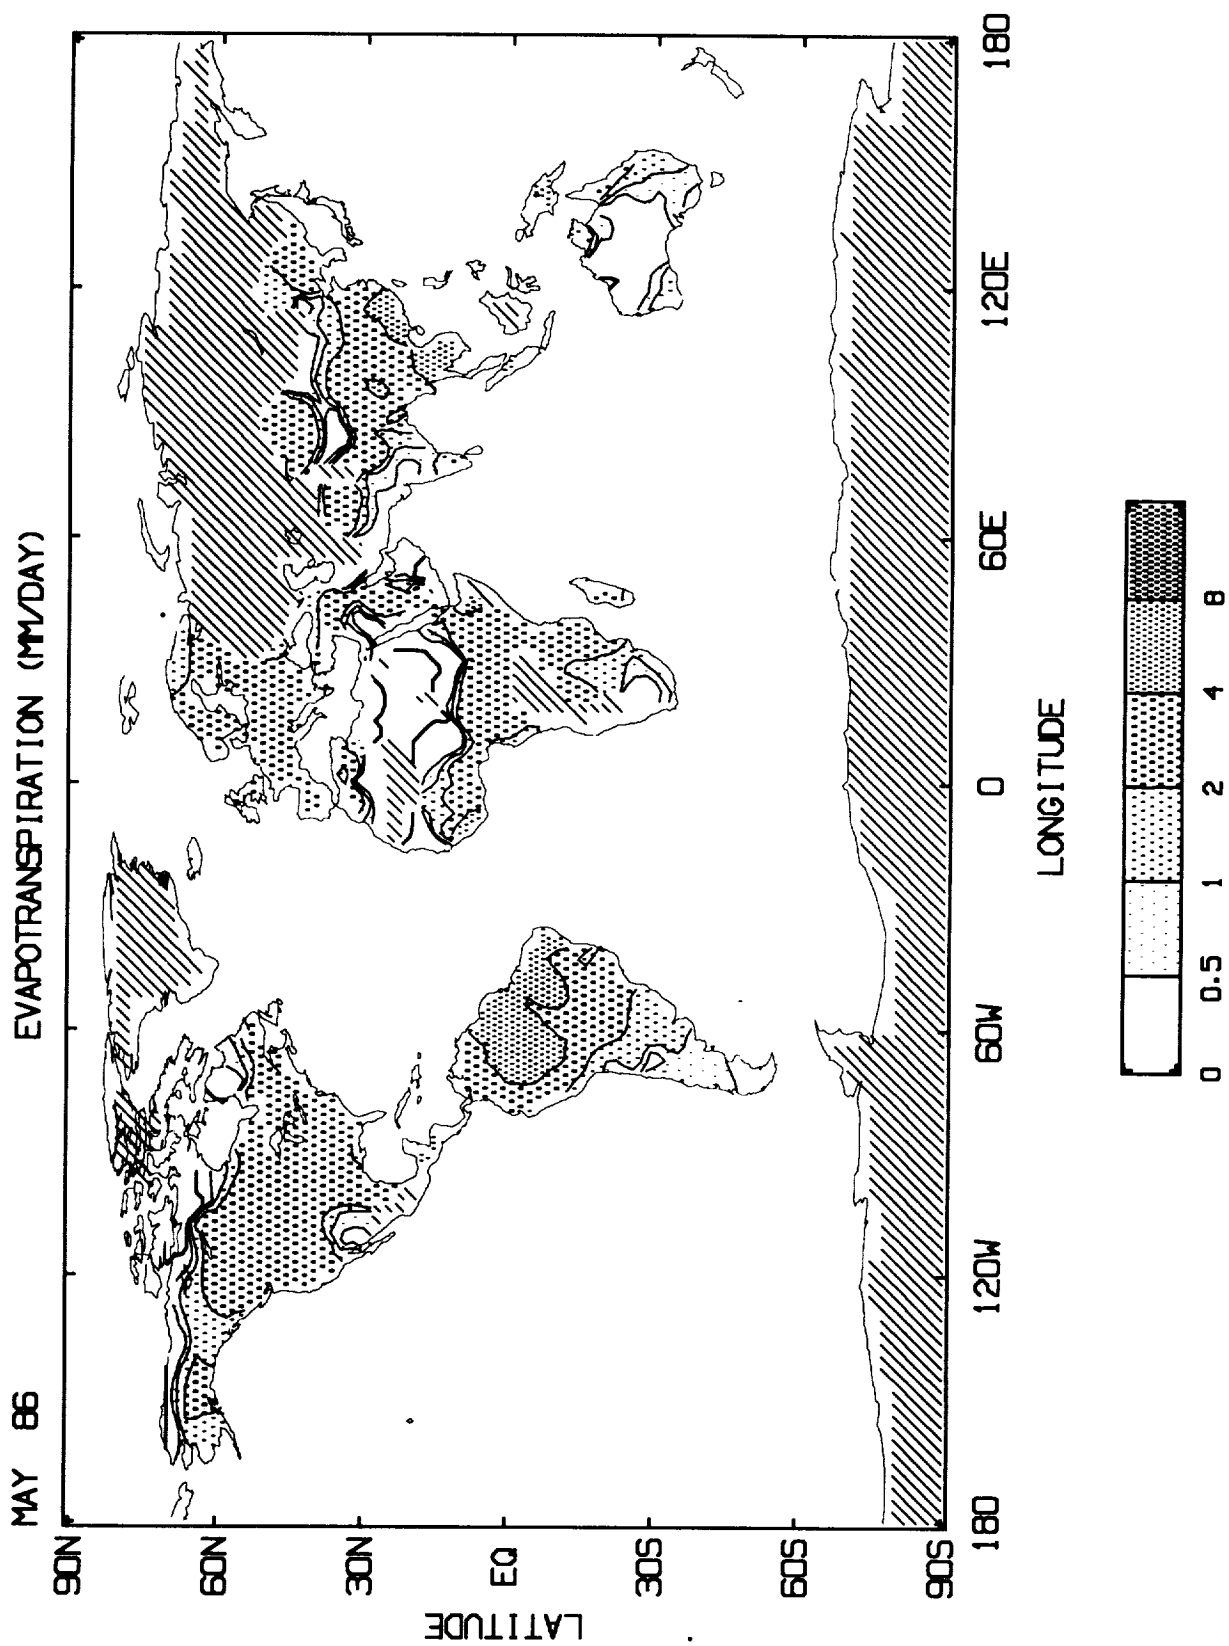 MAY 86
EVAPOTRANSPIRATION (MM/DAY)
90N
60N
30N
EQ
30S
60S
90S
LATITUDE
180 120W 60W 0 60E 120E 180
LONGITUDE
0 0.5 1 2 4 8